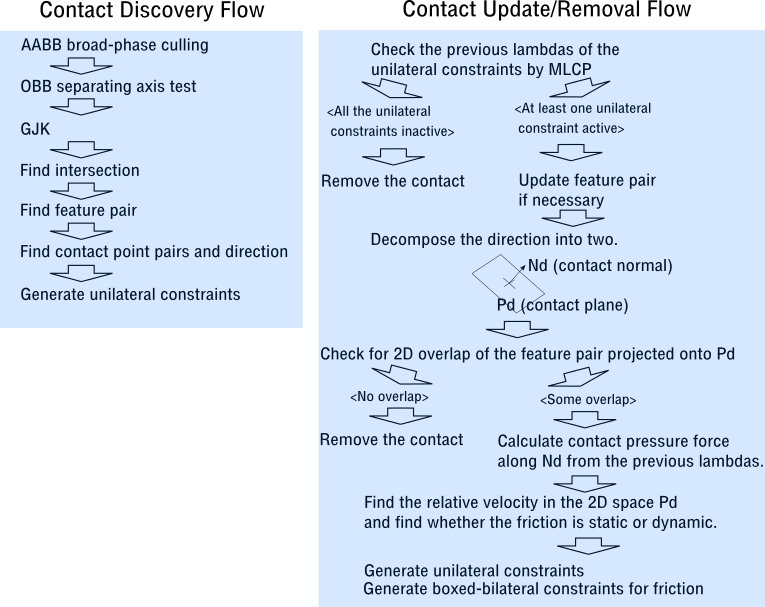 Contact Discovery Flow
AABB broad-phase culling
OBB separating axis test
GJK
Find intersection
Find feature pair
Find contact point pairs and direction
Generate unilateral constraints
Contact Update/Removal Flow
Check the previous lambdas of the
unilateral constraints by MLCP
<All the unilateral
constraints inactive>
Remove the contact
<At least one unilateral
constraint active>
Update feature pair
if necessary
Decompose the direction into two.
Nd (contact normal)
Pd (contact plane)
Check for 2D overlap of the feature pair projected onto Pd
<No overlap>
Remove the contact
<Some overlap>
Calculate contact pressure force
along Nd from the previous lambdas.
Find the relative velocity in the 2D space Pd
and find whether the friction is static or dynamic.
Generate unilateral constraints
Generate boxed-bilateral constraints for friction